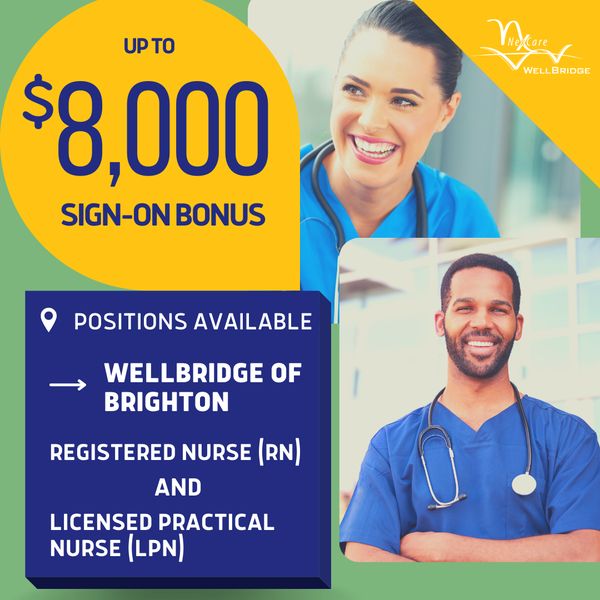 UP TO
$8,000
SIGN-ON BONUS
NexCare
WELLBRIDGE
POSITIONS AVAILABLE
WELLBRIDGE OF
BRIGHTON
REGISTERED NURSE (RN)
AND
LICENSED PRACTICAL
NURSE (LPN)